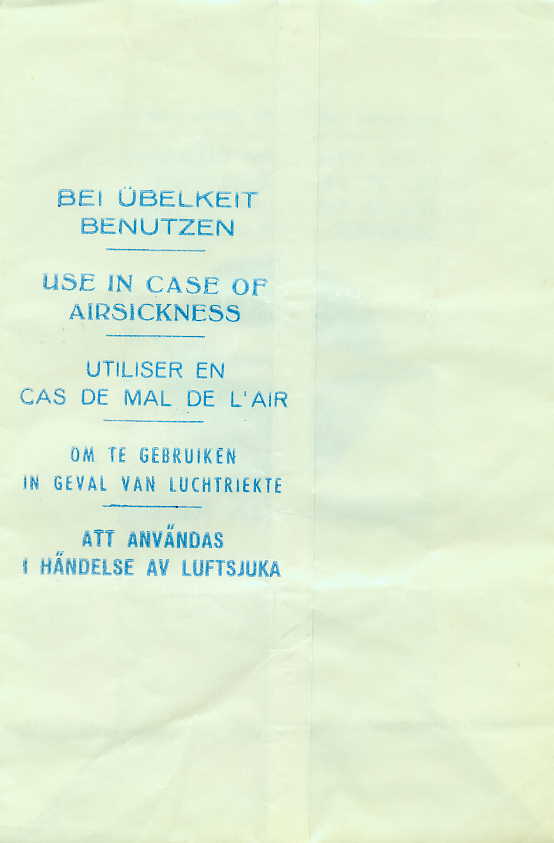 BEI ÜBELKEIT
BENUTZEN
USE IN CASE OF
AIRSICKNESS
UTILISER EN
CAS DE MAL DE L'AIR
OM TE GEBRUIKEN
IN GEVAL VAN LUCHTRIEKTE
ATT ANVÄNDAS
I HÄNDELSE AV LUFTSJUKA